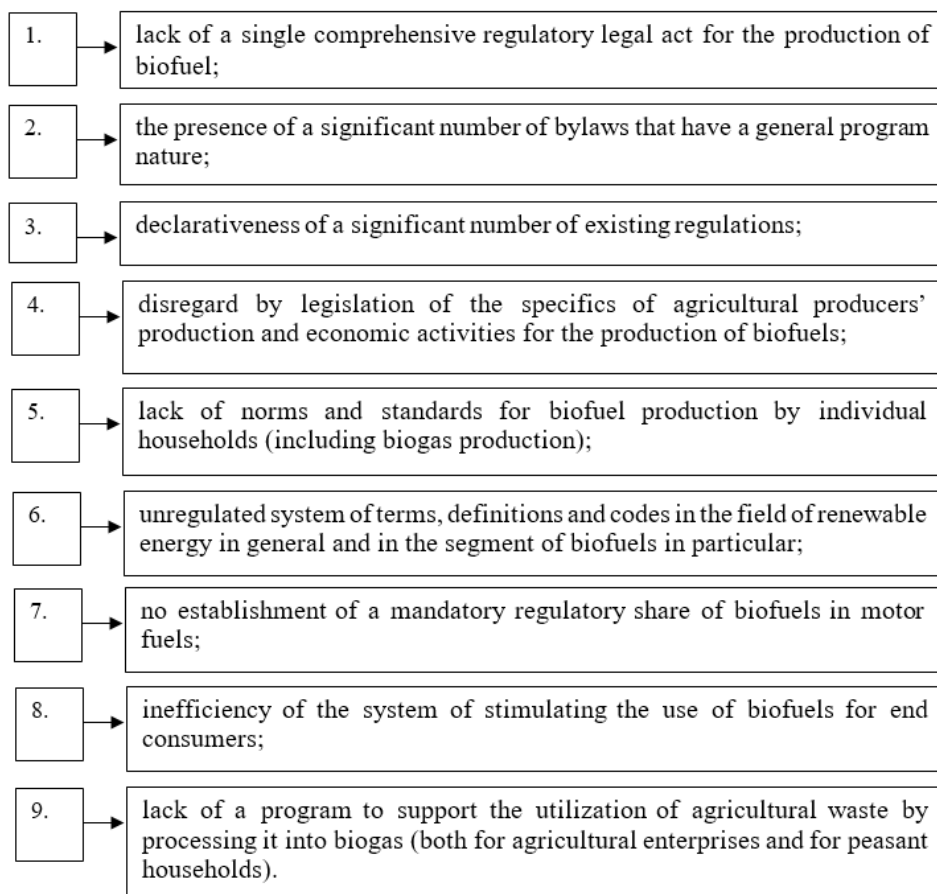 1.
lack of a single comprehensive regulatory legal act for the production of
biofuel;
2.
the presence of a significant number of bylaws that have a general program
nature;
3.
declarativeness of a significant number of existing regulations;
4.
disregard by legislation of the specifics of agricultural producers’
production and economic activities for the production of biofuels;
5.
lack of norms and standards for biofuel production by individual
households (including biogas production);
6.
unregulated system of terms, definitions and codes in the field of renewable
energy in general and in the segment of biofuels in particular;
7.
no establishment of a mandatory regulatory share of biofuels in motor
fuels;
8.
inefficiency of the system of stimulating the use of biofuels for end
consumers;
9.
lack of a program to support the utilization of agricultural waste by
processing it into biogas (both for agricultural enterprises and for peasant
households).